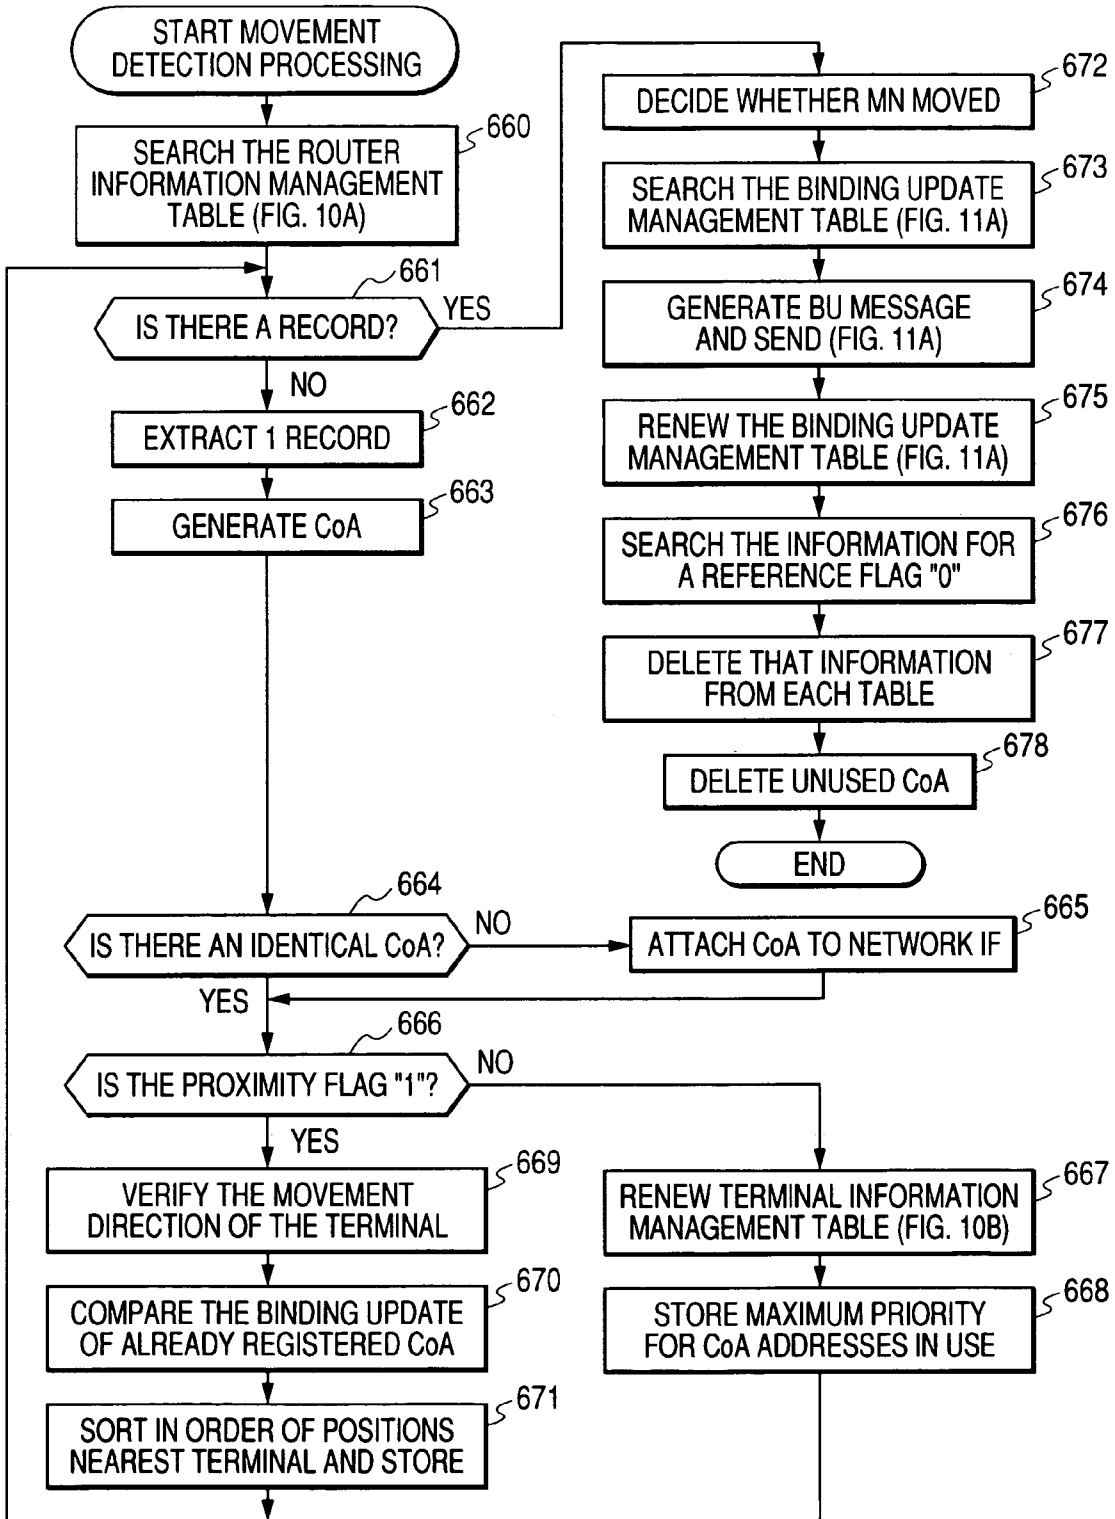 START MOVEMENT
DETECTION PROCESSING
660
SEARCH THE ROUTER
INFORMATION MANAGEMENT
TABLE (FIG. 10A)
661
IS THERE A RECORD?
YES
NO
662
EXTRACT 1 RECORD
663
GENERATE CoA
672
DECIDE WHETHER MN MOVED
673
SEARCH THE BINDING UPDATE
MANAGEMENT TABLE (FIG. 11A)
674
GENERATE BU MESSAGE
AND SEND (FIG. 11A)
675
RENEW THE BINDING UPDATE
MANAGEMENT TABLE (FIG. 11A)
676
SEARCH THE INFORMATION FOR
A REFERENCE FLAG "0"
677
DELETE THAT INFORMATION
FROM EACH TABLE
678
DELETE UNUSED CoA
END
664
IS THERE AN IDENTICAL CoA?
NO
665
ATTACH CoA TO NETWORK IF
YES
666
IS THE PROXIMITY FLAG "1"?
NO
YES
669
VERIFY THE MOVEMENT
DIRECTION OF THE TERMINAL
670
COMPARE THE BINDING UPDATE
OF ALREADY REGISTERED CoA
671
SORT IN ORDER OF POSITIONS
NEAREST TERMINAL AND STORE
667
RENEW TERMINAL INFORMATION
MANAGEMENT TABLE (FIG. 10B)
668
STORE MAXIMUM PRIORITY
FOR CoA ADDRESSES IN USE